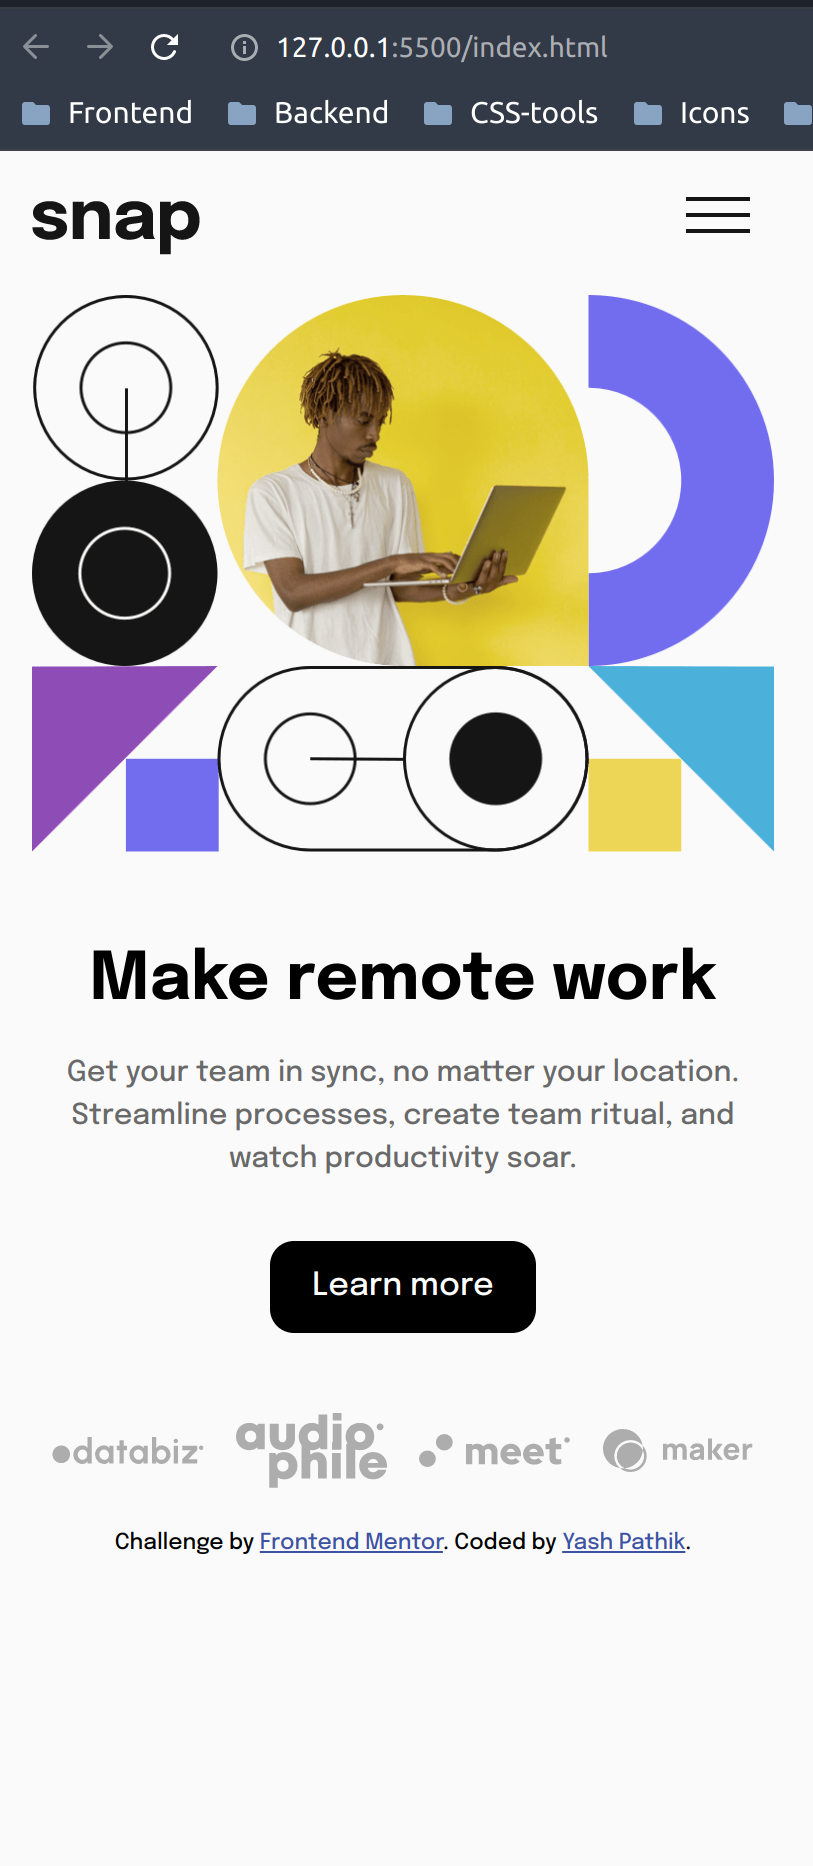 127.0.0.1:5500/index.html
Frontend Backend CSS-tools Icons
snap
Make remote work
Get your team in sync, no matter your location.
Streamline processes, create team ritual, and
watch productivity soar.
Learn more
databiz audiophile meet maker
Challenge by Frontend Mentor. Coded by Yash Pathik.